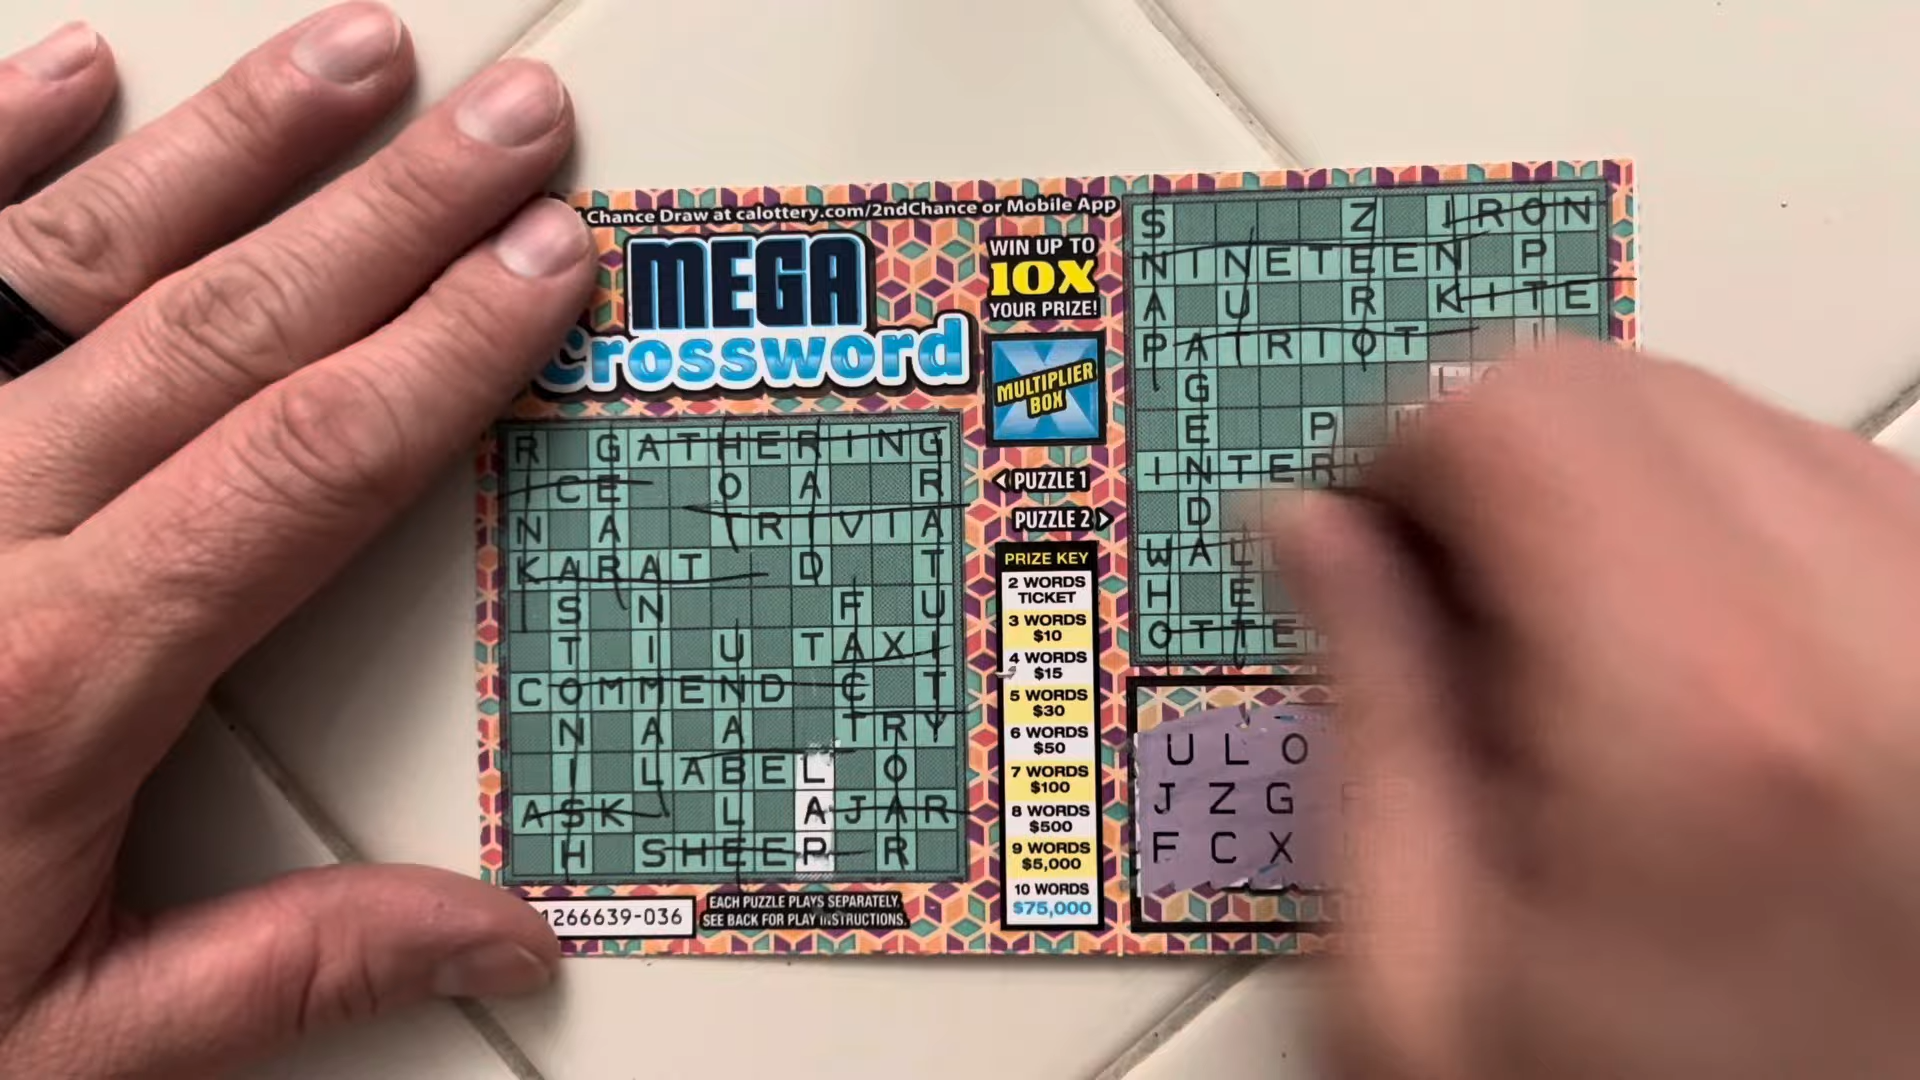 Chance Draw at calottery.com/2ndChance or Mobile App
MEGA
Crossword
WIN UP TO
10X
YOUR PRIZE!
MULTIPLIER
BOX
PUZZLE 1
PUZZLE 2
PRIZE KEY
2 WORDS
TICKET
3 WORDS
$10
4 WORDS
$15
5 WORDS
$30
6 WORDS
$50
7 WORDS
$100
8 WORDS
$500
9 WORDS
$5,000
10 WORDS
$75,000
R GATHERING
ICE O A R
N A TRIVIA
KARAT D T
S N F U
T I U TAXI
COMMEND C T
N A A TRY
I LABEL O
ASK L AJAR
H SHEEP R
1266639-036
EACH PUZZLE PLAYS SEPARATELY.
SEE BACK FOR PLAY INSTRUCTIONS.
S Z IRON
NINETEEN P
A U R KITE
PATRIOT
G
E P
INTER
D
WAL
H E
OTTE
U L O
J Z G
F C X